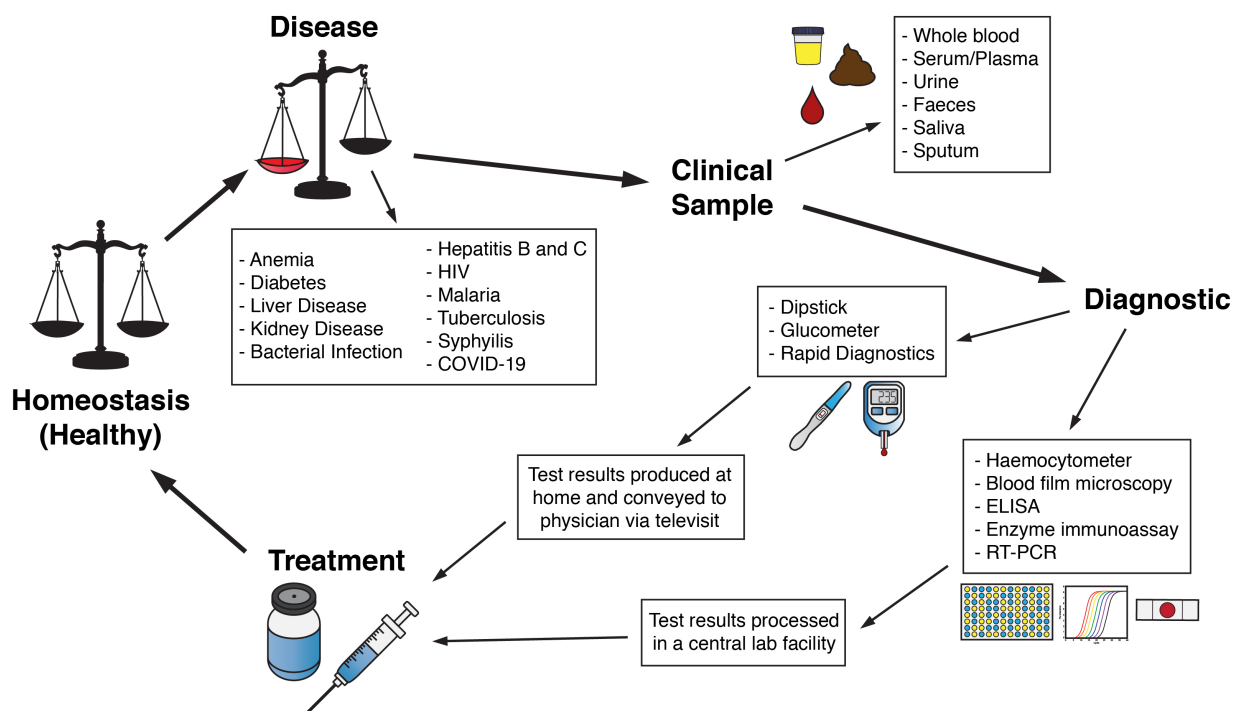 Disease
- Whole blood
- Serum/Plasma
- Urine
- Faeces
- Saliva
- Sputum
Clinical
Sample
- Anemia
- Diabetes
- Liver Disease
- Kidney Disease
- Bacterial Infection
- Hepatitis B and C
- HIV
- Malaria
- Tuberculosis
- Syphyilis
- COVID-19
Diagnostic
- Dipstick
- Glucometer
- Rapid Diagnostics
235
Homeostasis
(Healthy)
- Haemocytometer
- Blood film microscopy
- ELISA
- Enzyme immunoassay
- RT-PCR
Test results produced at
home and conveyed to
physician via televisit
Treatment
Test results processed
in a central lab facility